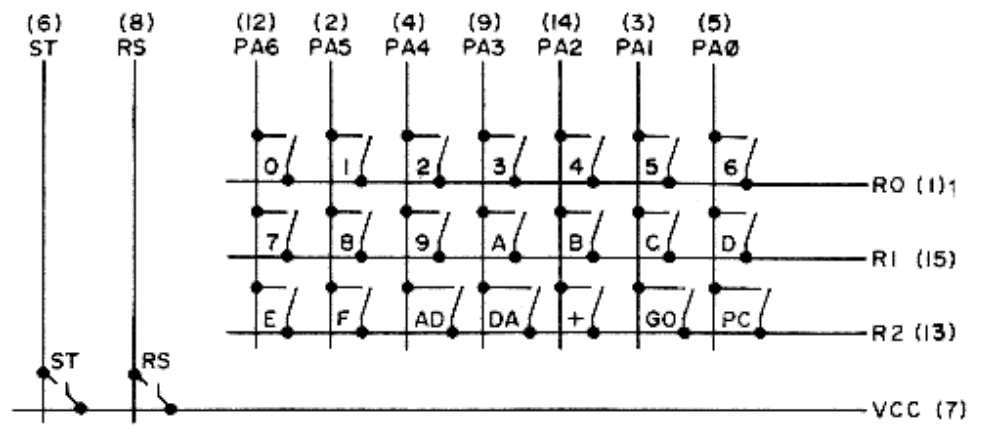 (6) (8) (12) (2) (4) (9) (14) (3) (5)
ST RS PA6 PA5 PA4 PA3 PA2 PA1 PAØ
0 1 2 3 4 5 6
R0 (1)1
7 8 9 A B C D
R1 (15)
E F AD DA + GO PC
R2 (13)
ST RS
VCC (7)